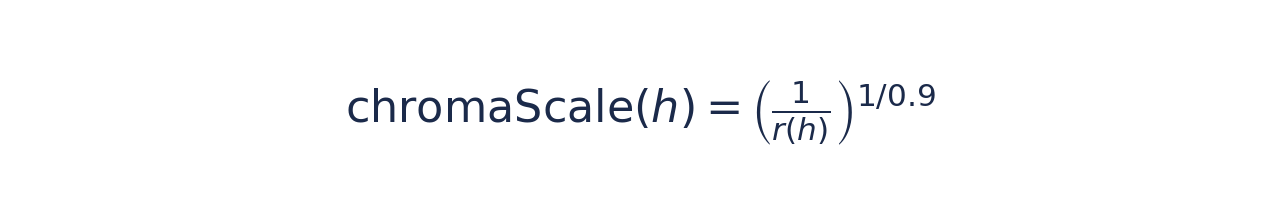 chromaScale(h) = (1/r(h))^{1/0.9}